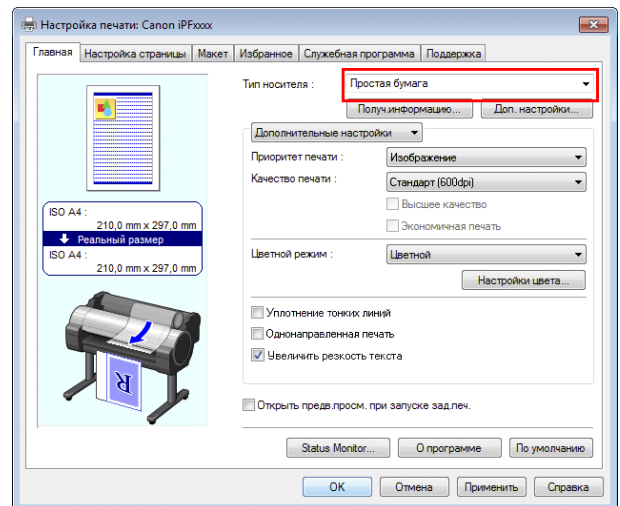 Настройка печати: Canon iPFxxxx
Главная Настройка страницы Макет Избранное Служебная программа Поддержка
Тип носителя : Простая бумага
Получ.информацию... Доп. настройки...
Дополнительные настройки
Приоритет печати : Изображение
Качество печати : Стандарт (600dpi)
Высшее качество
Экономичная печать
ISO A4 :
210,0 mm x 297,0 mm
Реальный размер
ISO A4 :
210,0 mm x 297,0 mm
Цветной режим : Цветной
Настройки цвета...
Уплотнение тонких линий
Однонаправленная печать
Увеличить резкость текста
R
Открыть предв.просм. при запуске зад.печ.
Status Monitor... О программе По умолчанию
OK Отмена Применить Справка